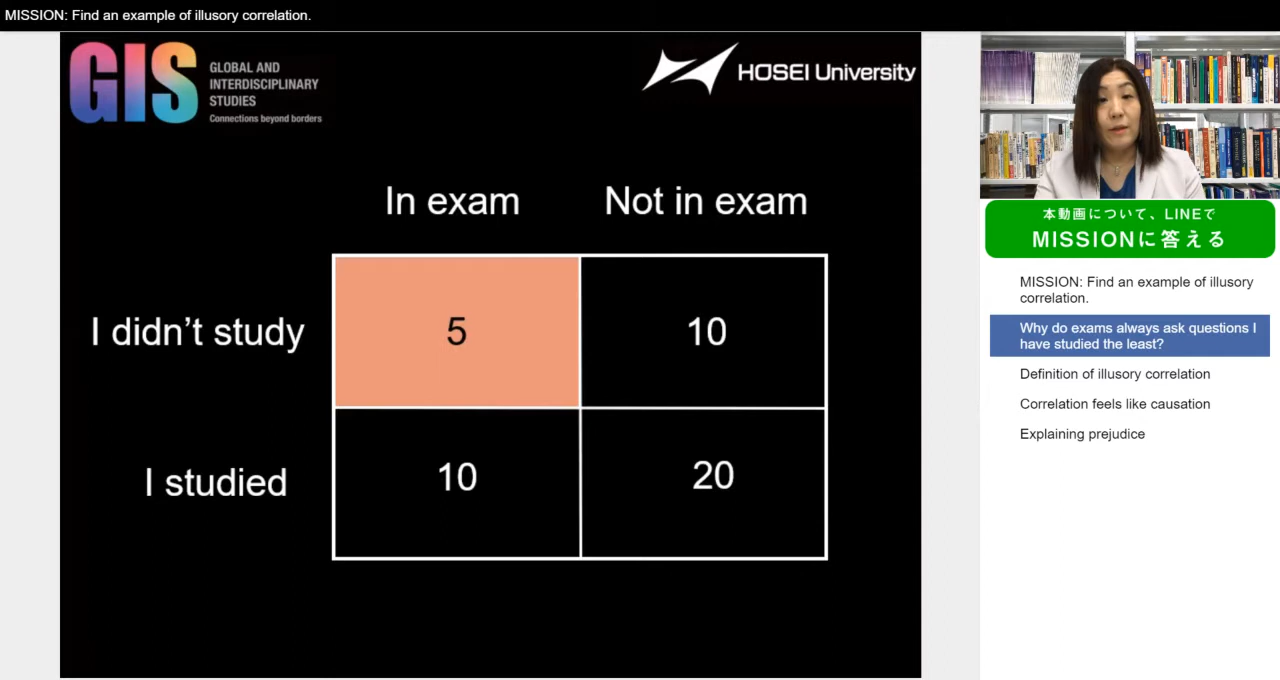 MISSION: Find an example of illusory correlation.
GIS
GLOBAL AND
INTERDISCIPLINARY
STUDIES
Connections beyond borders
HOSEI University
In exam
Not in exam
I didn't study
5
10
I studied
10
20
本動画について、LINEで
MISSIONに答える
MISSION: Find an example of illusory
correlation.
Why do exams always ask questions I
have studied the least?
Definition of illusory correlation
Correlation feels like causation
Explaining prejudice